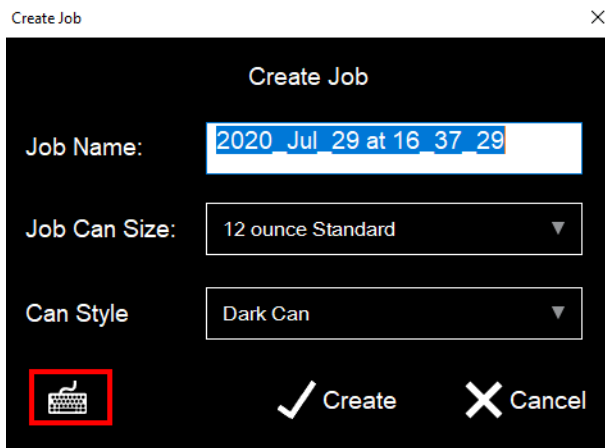 Create Job
Create Job
Job Name:
2020_Jul_29 at 16_37_29
Job Can Size:
12 ounce Standard
Can Style
Dark Can
Create
Cancel